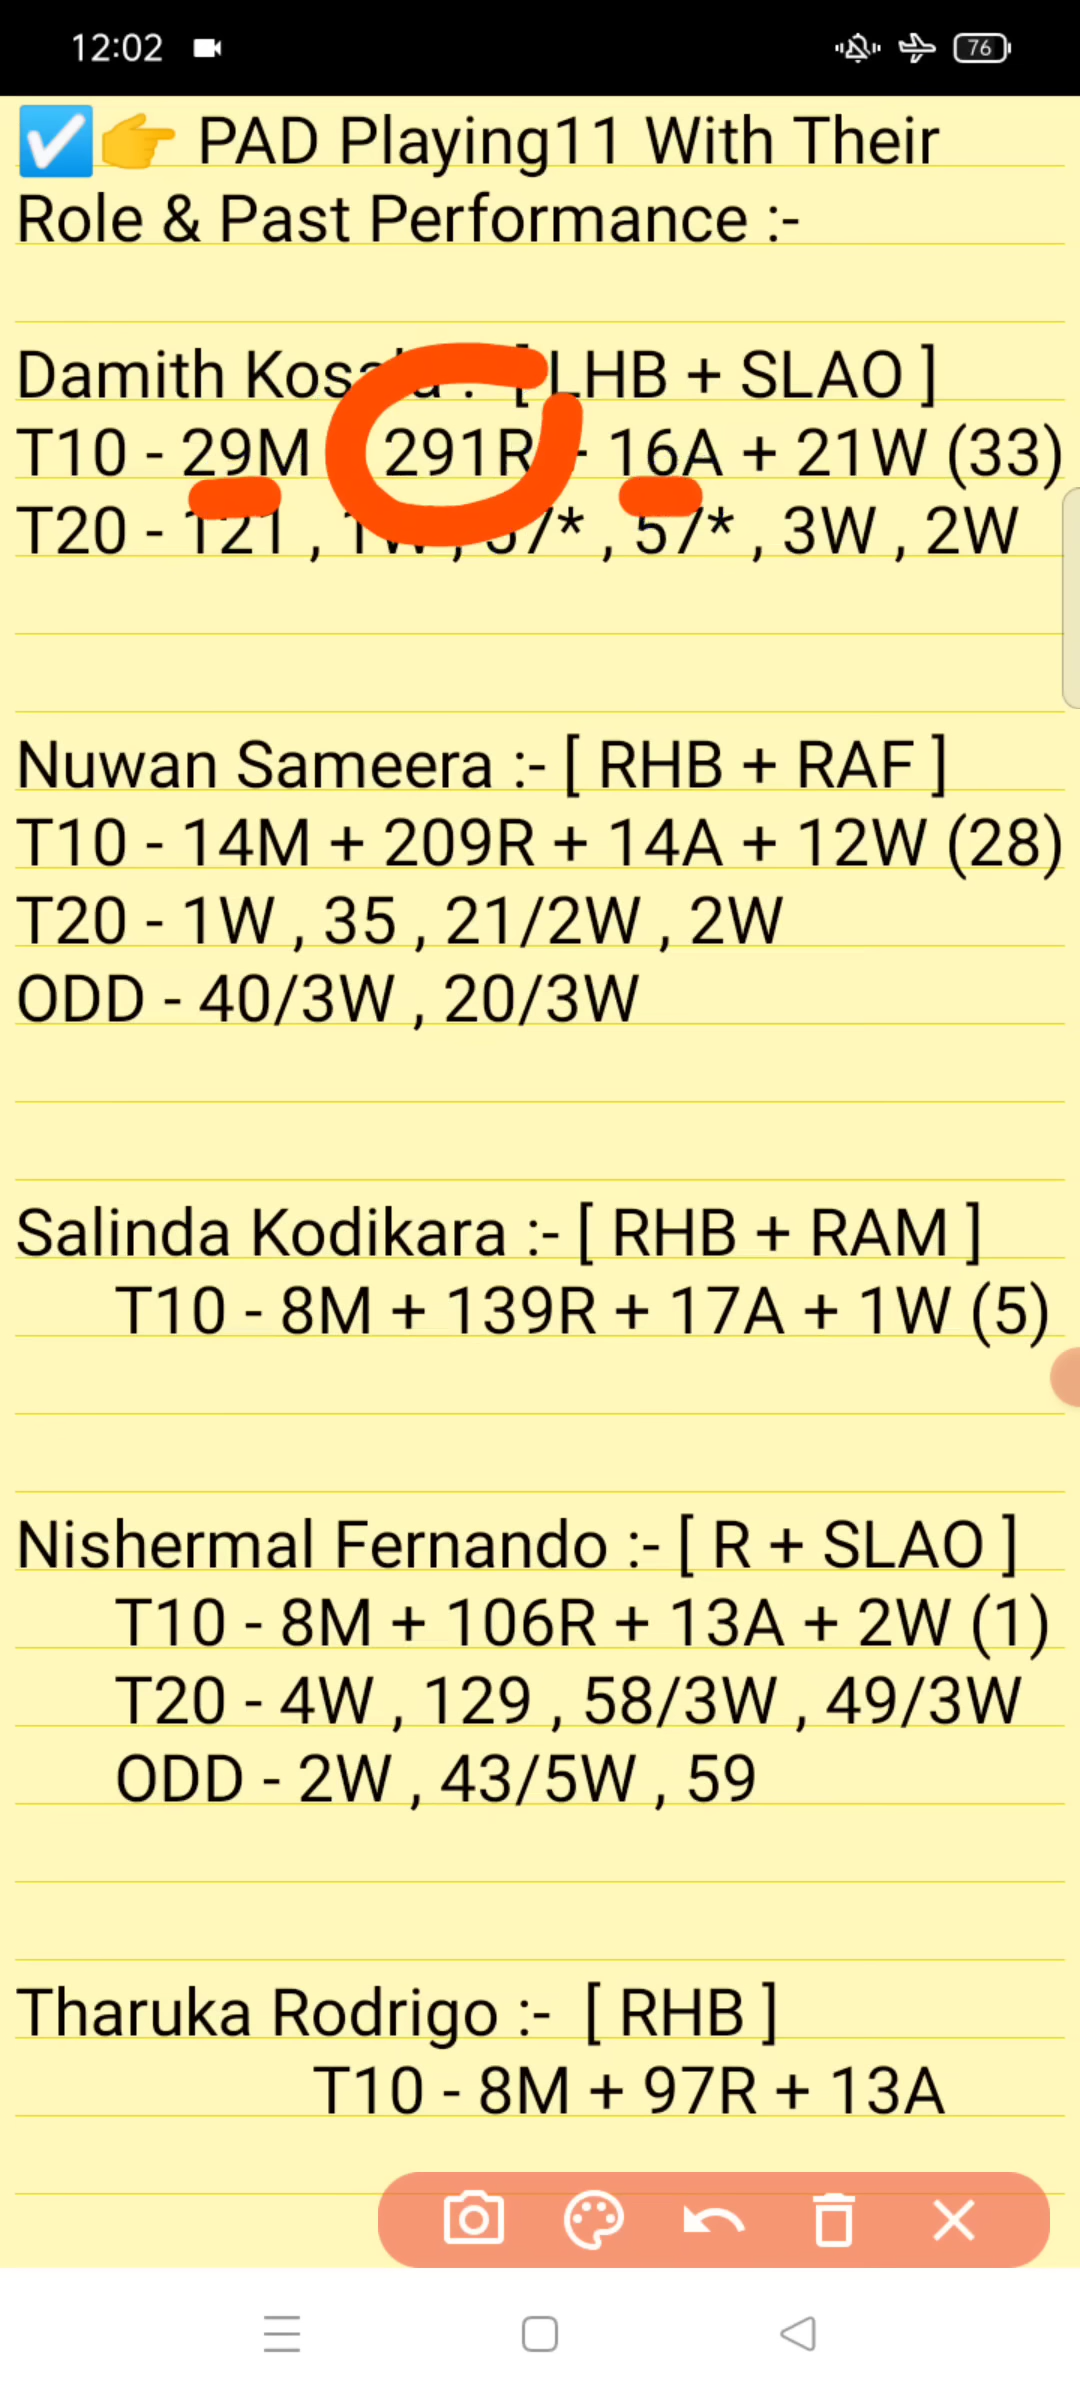 12:02 76
✅👉 PAD Playing11 With Their
Role & Past Performance :-
Damith : [ LHB + SLAO ]
T10 - 29M 291R + 16A + 21W (33)
T20 - 121 , 1W , 57* , 57* , 3W , 2W
Nuwan Sameera :- [ RHB + RAF ]
T10 - 14M + 209R + 14A + 12W (28)
T20 - 1W , 35 , 21/2W , 2W
ODD - 40/3W , 20/3W
Salinda Kodikara :- [ RHB + RAM ]
T10 - 8M + 139R + 17A + 1W (5)
Nishermal Fernando :- [ R + SLAO ]
T10 - 8M + 106R + 13A + 2W (1)
T20 - 4W , 129 , 58/3W , 49/3W
ODD - 2W , 43/5W , 59
Tharuka Rodrigo :- [ RHB ]
T10 - 8M + 97R + 13A